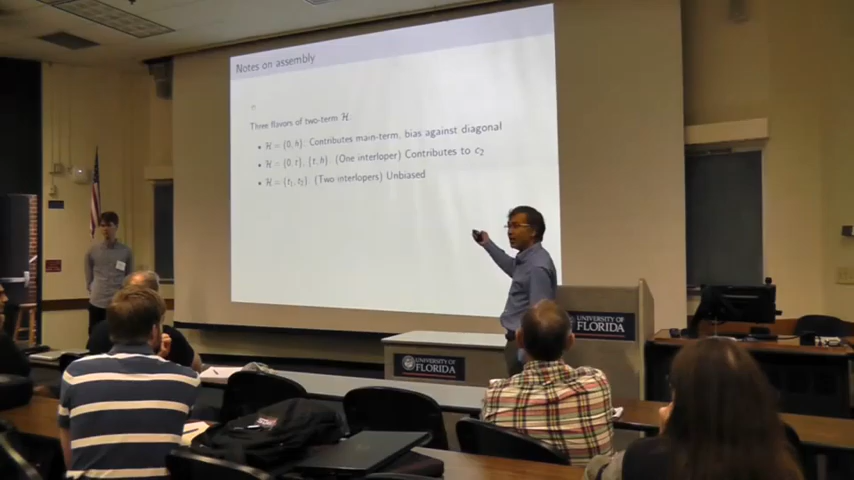 Notes on assembly
Three flavors of two-term ℋ.
• ℋ = {0, h}: Contributes main-term, bias against diagonal
• ℋ = {0, t}, {t, h} (One interloper) Contributes to c₂
• ℋ = {t₁, t₂}. (Two interlopers) Unbiased
UNIVERSITY OF
FLORIDA
UNIVERSITY OF
FLORIDA